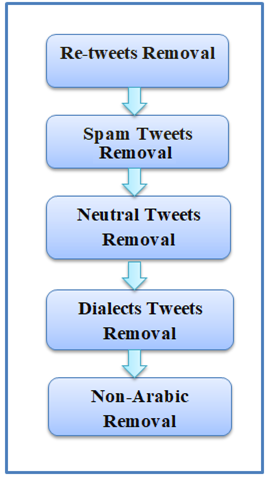 Re-tweets Removal
Spam Tweets
Removal
Neutral Tweets
Removal
Dialects Tweets
Removal
Non-Arabic
Removal